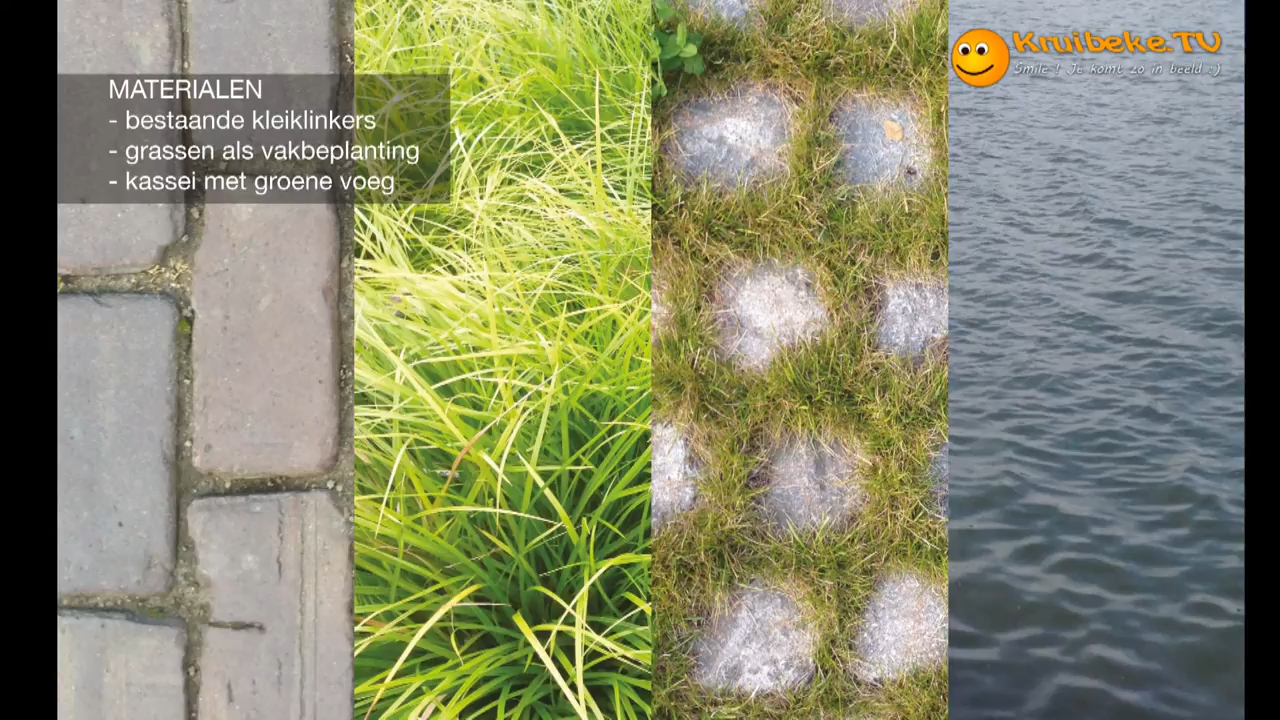 MATERIALEN
- bestaande kleiklinkers
- grassen als vakbeplanting
- kassei met groene voeg
Kruibeke.TV
Smile ! Je komt zo in beeld :)